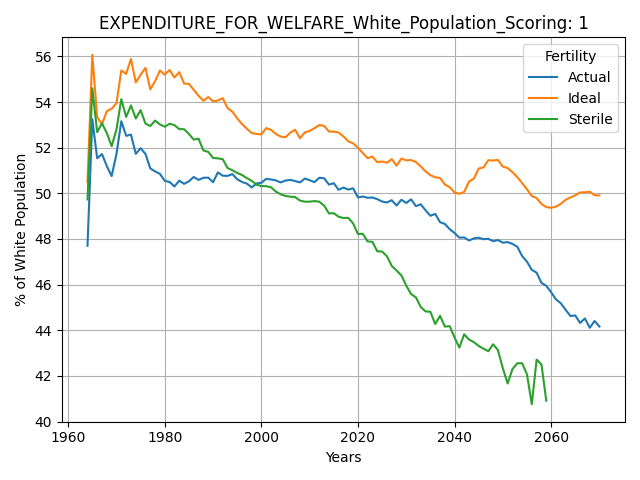 EXPENDITURE_FOR_WELFARE_White_Population_Scoring: 1
Fertility
Actual
Ideal
Sterile
% of White Population
56
54
52
50
48
46
44
42
40
1960
1980
2000
2020
2040
2060
Years